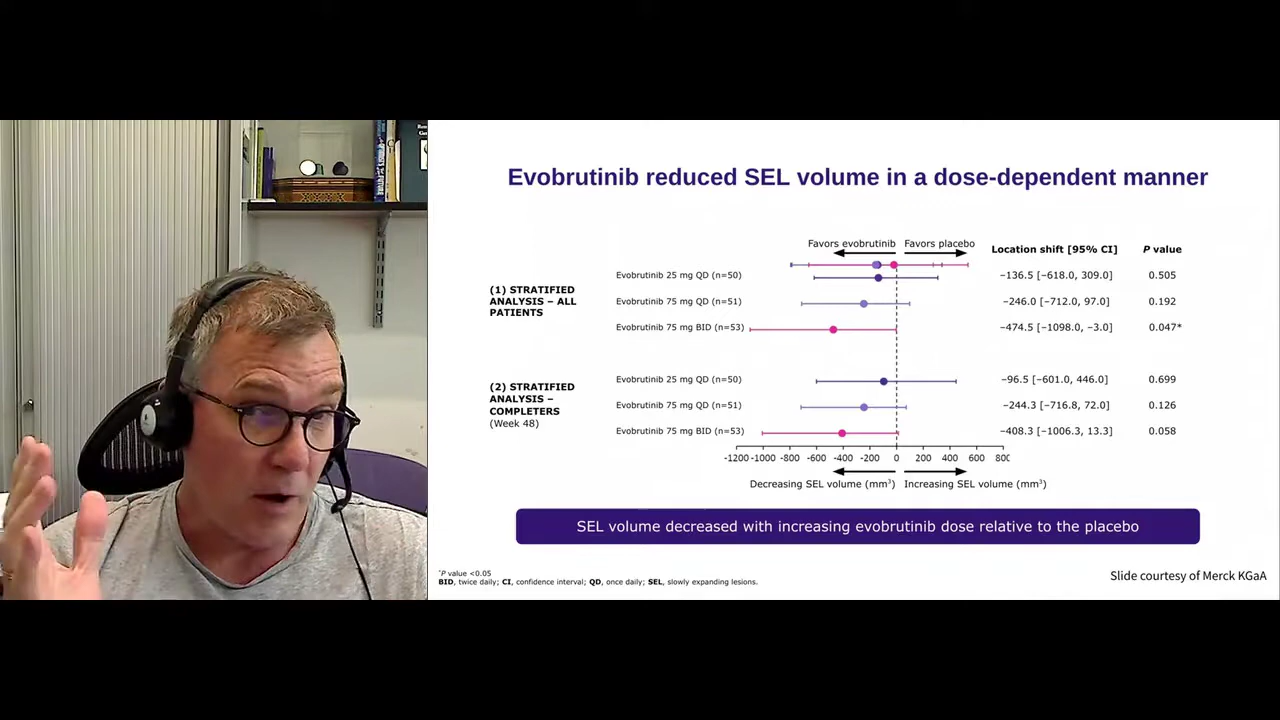 Evobrutinib reduced SEL volume in a dose-dependent manner
Favors evobrutinib Favors placebo Location shift [95% CI] P value
(1) STRATIFIED
ANALYSIS – ALL
PATIENTS
Evobrutinib 25 mg QD (n=50) −136.5 [−618.0, 309.0] 0.505
Evobrutinib 75 mg QD (n=51) −246.0 [−712.0, 97.0] 0.192
Evobrutinib 75 mg BID (n=53) −474.5 [−1098.0, −3.0] 0.047*
(2) STRATIFIED
ANALYSIS –
COMPLETERS
(Week 48)
Evobrutinib 25 mg QD (n=50) −96.5 [−601.0, 446.0] 0.699
Evobrutinib 75 mg QD (n=51) −244.3 [−716.8, 72.0] 0.126
Evobrutinib 75 mg BID (n=53) −408.3 [−1006.3, 13.3] 0.058
-1200 -1000 -800 -600 -400 -200 0 200 400 600 800
Decreasing SEL volume (mm³) Increasing SEL volume (mm³)
SEL volume decreased with increasing evobrutinib dose relative to the placebo
*P value <0.05
BID, twice daily; CI, confidence interval; QD, once daily; SEL, slowly expanding lesions.
Slide courtesy of Merck KGaA